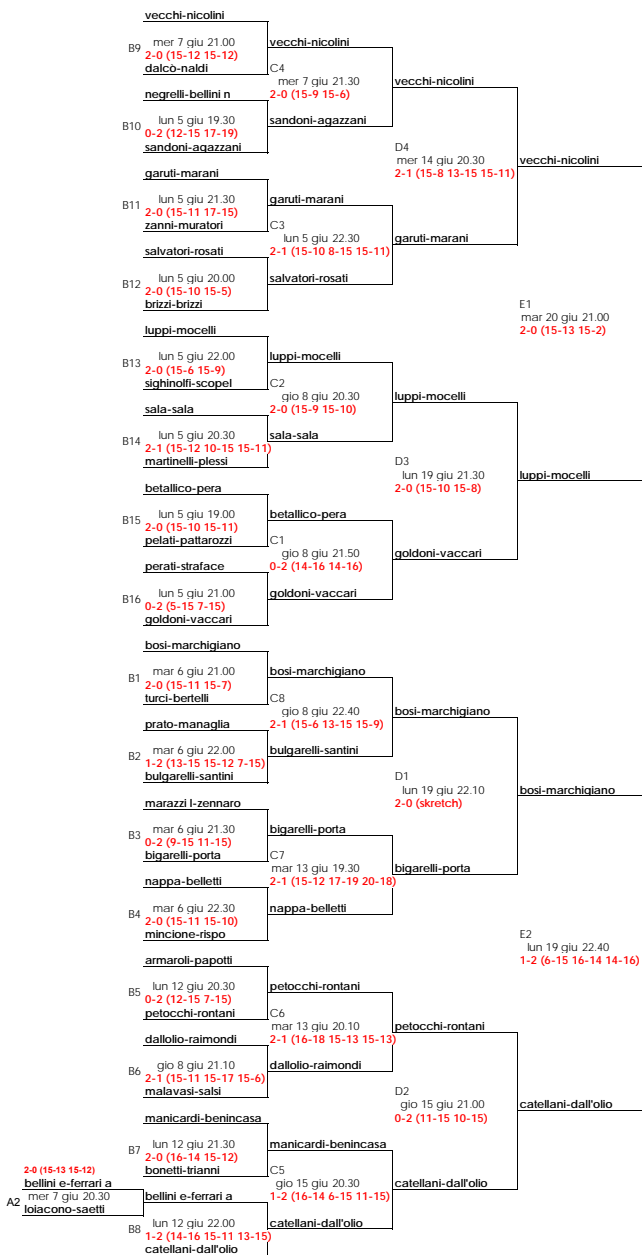 vecchi-nicolini
B9 mer 7 giu 21.00 vecchi-nicolini
2-0 (15-12 15-12)
dalcò-naldi C4
mer 7 giu 21.30 vecchi-nicolini
negrelli-bellini n 2-0 (15-9 15-6)
B10 lun 5 giu 19.30 sandoni-agazzani
0-2 (12-15 17-19)
sandoni-agazzani D4
mer 14 giu 20.30 vecchi-nicolini
garuti-marani 2-1 (15-8 13-15 15-11)
B11 lun 5 giu 21.30 garuti-marani
2-0 (15-11 17-15)
zanni-muratori C3
lun 5 giu 22.30 garuti-marani
salvatori-rosati 2-1 (15-10 8-15 15-11)
B12 lun 5 giu 20.00 salvatori-rosati
2-0 (15-10 15-5)
brizzi-brizzi E1
mar 20 giu 21.00
luppi-mocelli 2-0 (15-13 15-2)
B13 lun 5 giu 22.00 luppi-mocelli
2-0 (15-6 15-9)
sighinolfi-scopel C2
gio 8 giu 20.30 luppi-mocelli
sala-sala 2-0 (15-9 15-10)
B14 lun 5 giu 20.30 sala-sala
2-1 (15-12 10-15 15-11)
martinelli-plessi D3
lun 19 giu 21.30 luppi-mocelli
betallico-pera 2-0 (15-10 15-8)
B15 lun 5 giu 19.00 betallico-pera
2-0 (15-10 15-11)
pelati-pattarozzi C1
gio 8 giu 21.50 goldoni-vaccari
perati-straface 0-2 (14-16 14-16)
B16 lun 5 giu 21.00 goldoni-vaccari
0-2 (5-15 7-15)
goldoni-vaccari
bosi-marchigiano
B1 mar 6 giu 21.00 bosi-marchigiano
2-0 (15-11 15-7)
turci-bertelli C8
gio 8 giu 22.40 bosi-marchigiano
prato-managlia 2-1 (15-6 13-15 15-9)
B2 mar 6 giu 22.00 bulgarelli-santini
1-2 (13-15 15-12 7-15)
bulgarelli-santini D1
lun 19 giu 22.10 bosi-marchigiano
marazzi l-zennaro 2-0 (skretch)
B3 mar 6 giu 21.30 bigarelli-porta
0-2 (9-15 11-15)
bigarelli-porta C7
mar 13 giu 19.30 bigarelli-porta
nappa-belletti 2-1 (15-12 17-19 20-18)
B4 mar 6 giu 22.30 nappa-belletti
2-0 (15-11 15-10)
mincione-rispo E2
lun 19 giu 22.40
armaroli-papotti 1-2 (6-15 16-14 14-16)
B5 lun 12 giu 20.30 petocchi-rontani
0-2 (12-15 7-15)
petocchi-rontani C6
mar 13 giu 20.10 petocchi-rontani
dallolio-raimondi 2-1 (16-18 15-13 15-13)
B6 gio 8 giu 21.10 dallolio-raimondi
2-1 (15-11 15-17 15-6)
malavasi-salsi D2
gio 15 giu 21.00 catellani-dall'olio
manicardi-benincasa 0-2 (11-15 10-15)
B7 lun 12 giu 21.30 manicardi-benincasa
2-0 (16-14 15-12)
2-0 (15-13 15-12) bonetti-trianni C5
bellini e-ferrari a gio 15 giu 20.30 catellani-dall'olio
A2 mer 7 giu 20.30 bellini e-ferrari a 1-2 (16-14 6-15 11-15)
loiacono-saetti
B8 lun 12 giu 22.00 catellani-dall'olio
1-2 (14-16 15-11 13-15)
catellani-dall'olio